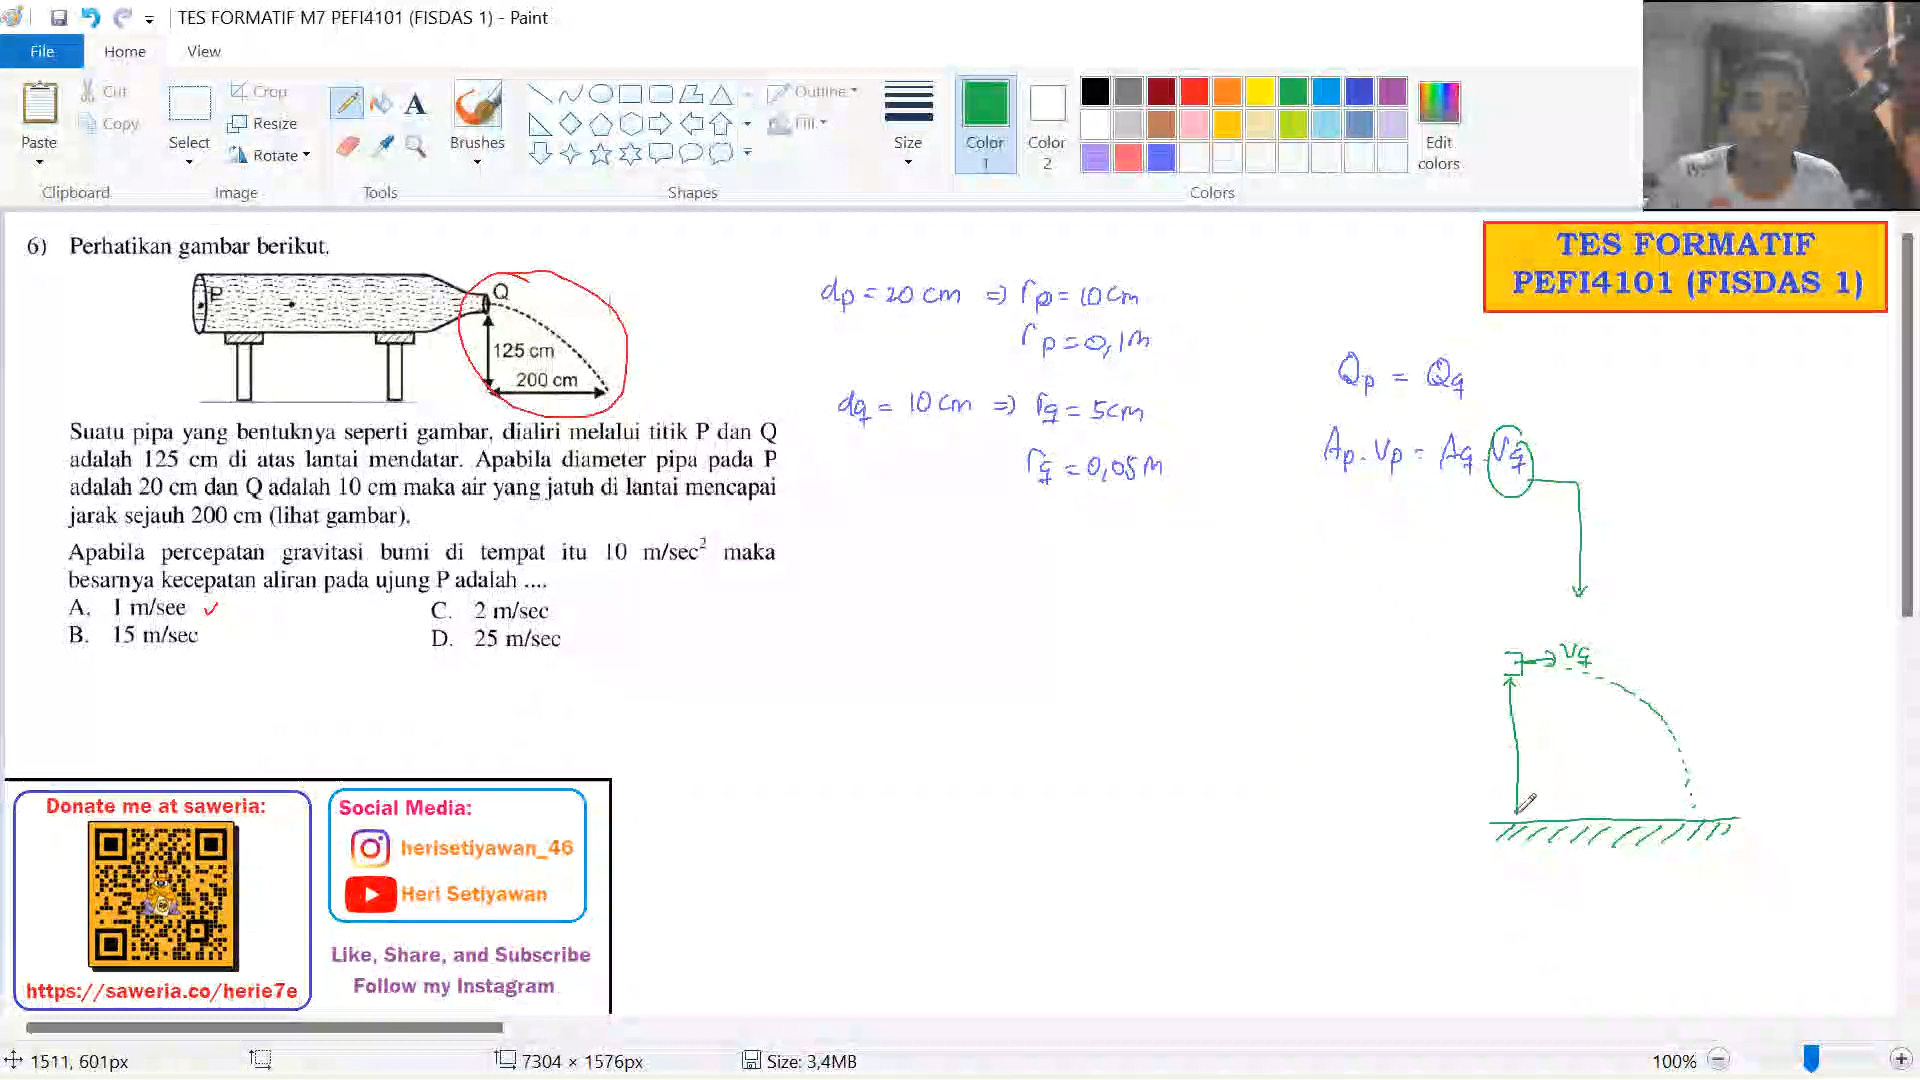 TES FORMATIF M7 PEFI4101 (FISDAS 1) - Paint
File
Home
View
Paste
Cut
Copy
Clipboard
Select
Crop
Resize
Rotate
Image
A
Tools
Brushes
Outline
Fill
Shapes
Size
Color 1
Color 2
Edit colors
Colors
TES FORMATIF
PEFI4101 (FISDAS 1)
6) Perhatikan gambar berikut.
P
Q
125 cm
200 cm
Suatu pipa yang bentuknya seperti gambar, dialiri melalui titik P dan Q
adalah 125 cm di atas lantai mendatar. Apabila diameter pipa pada P
adalah 20 cm dan Q adalah 10 cm maka air yang jatuh di lantai mencapai
jarak sejauh 200 cm (lihat gambar).
Apabila percepatan gravitasi bumi di tempat itu 10 m/sec² maka
besarnya kecepatan aliran pada ujung P adalah ....
A. 1 m/see ✓
C. 2 m/sec
B. 15 m/sec
D. 25 m/sec
dp = 20 cm ⇒ rp = 10 cm
rp = 0,1 m
dq = 10 cm ⇒ rq = 5 cm
rq = 0,05 m
Qp = Qq
Ap . Vp = Aq . Vq
Vq
Donate me at saweria:
https://saweria.co/herie7e
Social Media:
herisetiyawan_46
Heri Setiyawan
Like, Share, and Subscribe
Follow my Instagram
1511, 601px
7304 × 1576px
Size: 3,4MB
100%